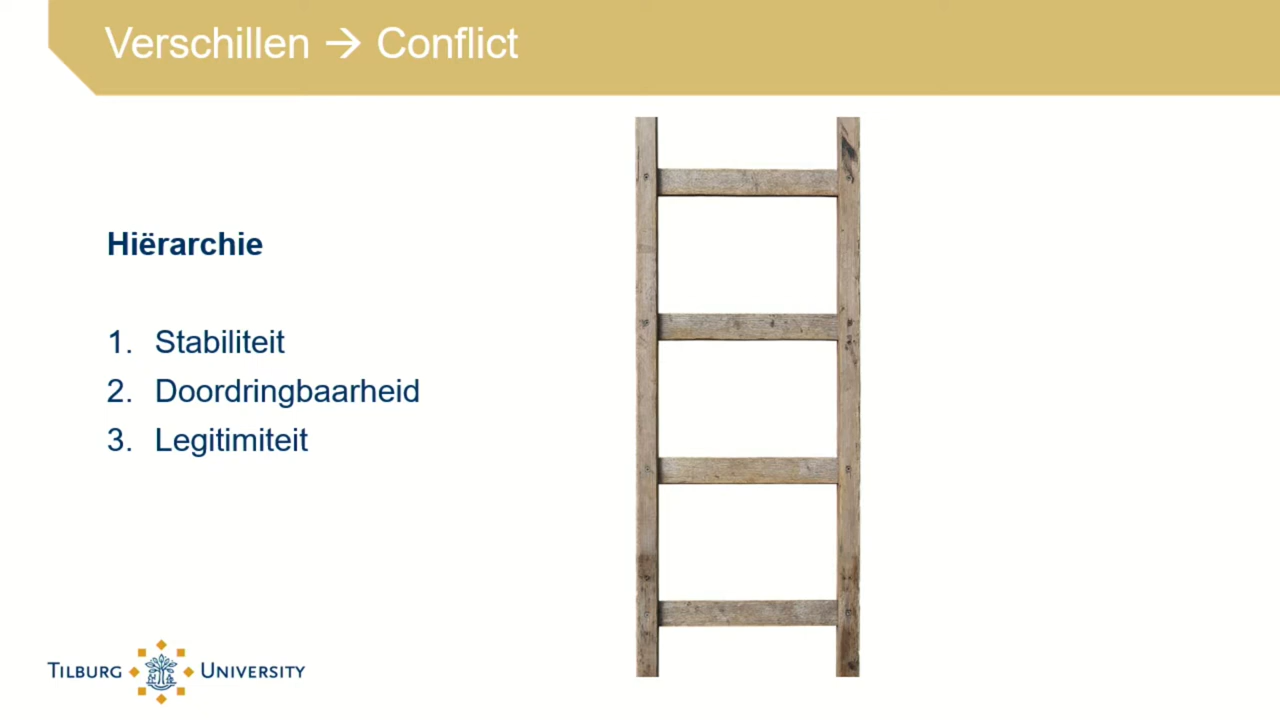 Verschillen → Conflict
Hiërarchie
1. Stabiliteit
2. Doordringbaarheid
3. Legitimiteit
TILBURG UNIVERSITY